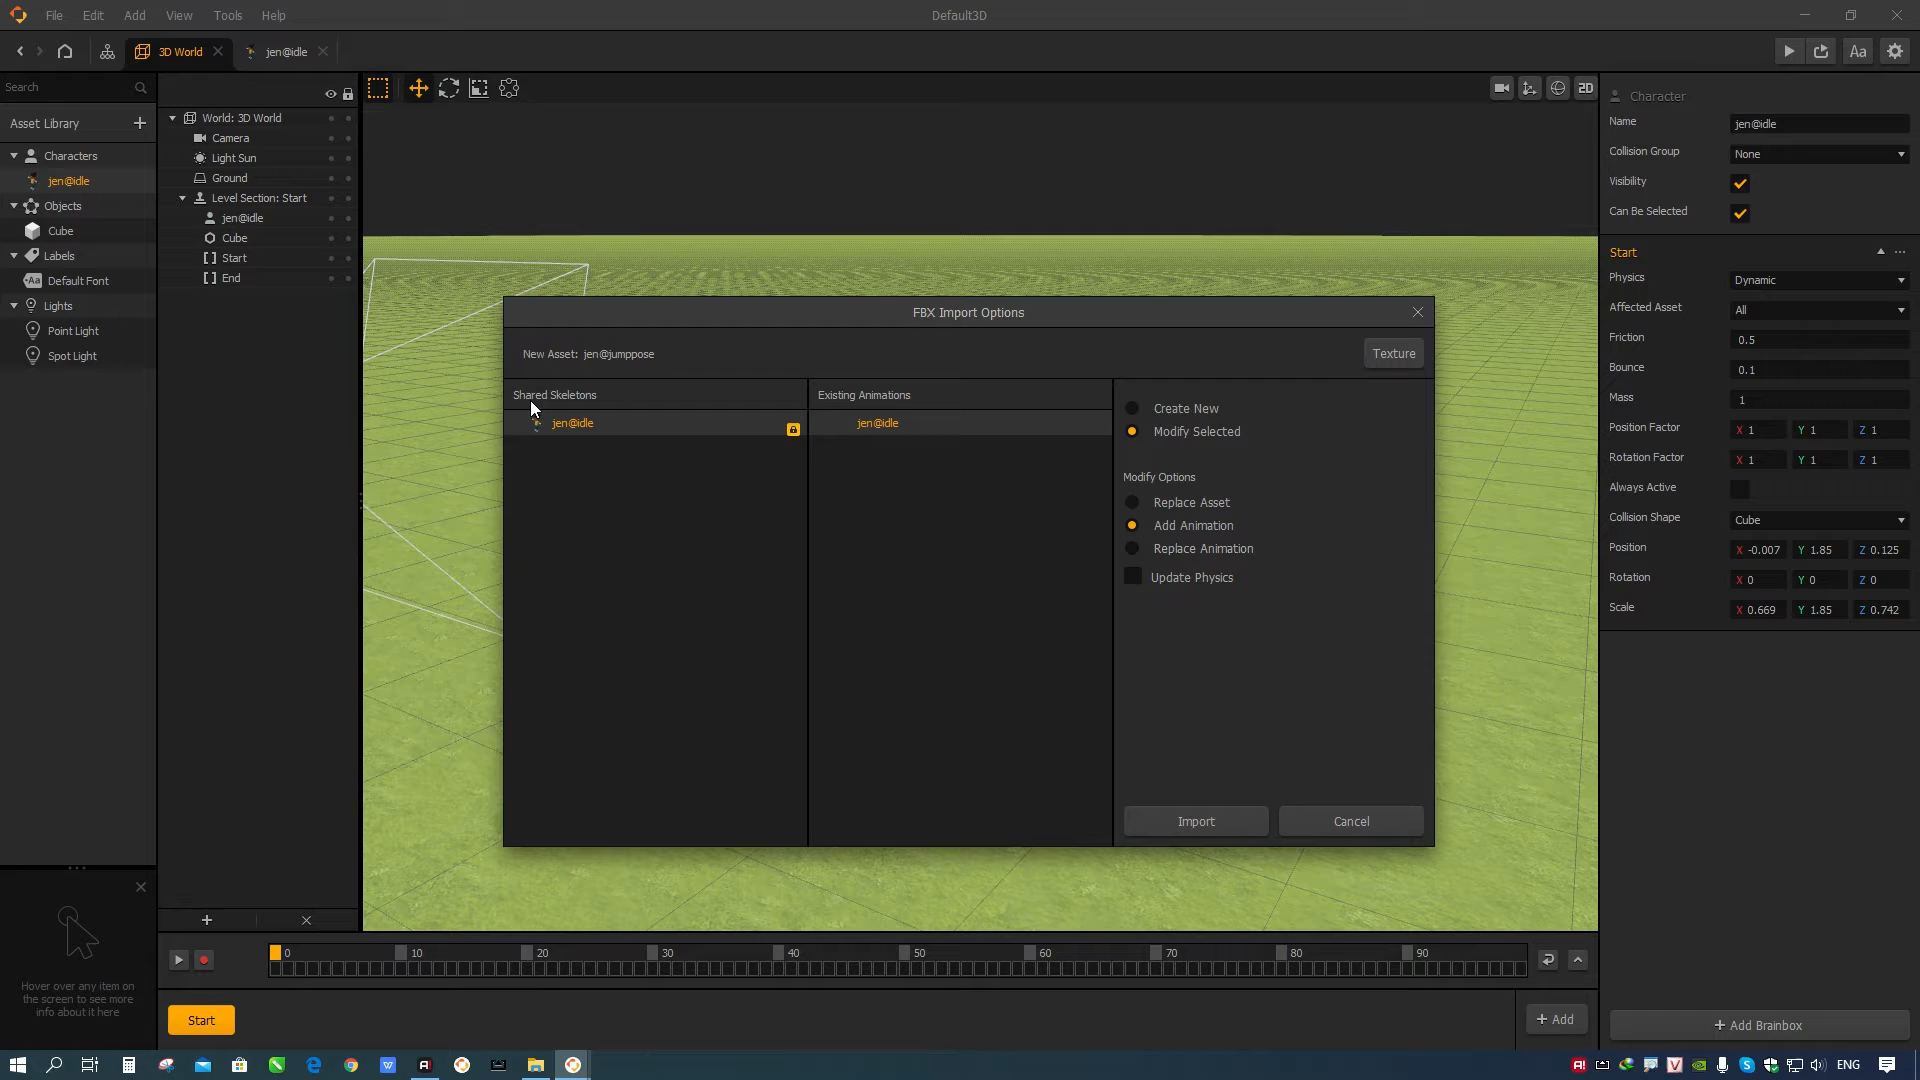 File Edit Add View Tools Help
Default3D
3D World
jen@idle
Aa
Search
Asset Library
Characters
jen@idle
Objects
Cube
Labels
Aa Default Font
Lights
Point Light
Spot Light
World: 3D World
Camera
Light Sun
Ground
Level Section: Start
jen@idle
Cube
Start
End
2D
FBX Import Options
New Asset: jen@jumppose
Texture
Shared Skeletons
Existing Animations
jen@idle
jen@idle
Create New
Modify Selected
Modify Options
Replace Asset
Add Animation
Replace Animation
Update Physics
Import
Cancel
Character
Name jen@idle
Collision Group None
Visibility
Can Be Selected
Start
Physics Dynamic
Affected Asset All
Friction 0.5
Bounce 0.1
Mass 1
Position Factor X 1 Y 1 Z 1
Rotation Factor X 1 Y 1 Z 1
Always Active
Collision Shape Cube
Position X -0.007 Y 1.85 Z 0.125
Rotation X 0 Y 0 Z 0
Scale X 0.669 Y 1.85 Z 0.742
+ Add Brainbox
Hover over any item on
the screen to see more
info about it here
0 10 20 30 40 50 60 70 80 90
Start
+ Add
ENG